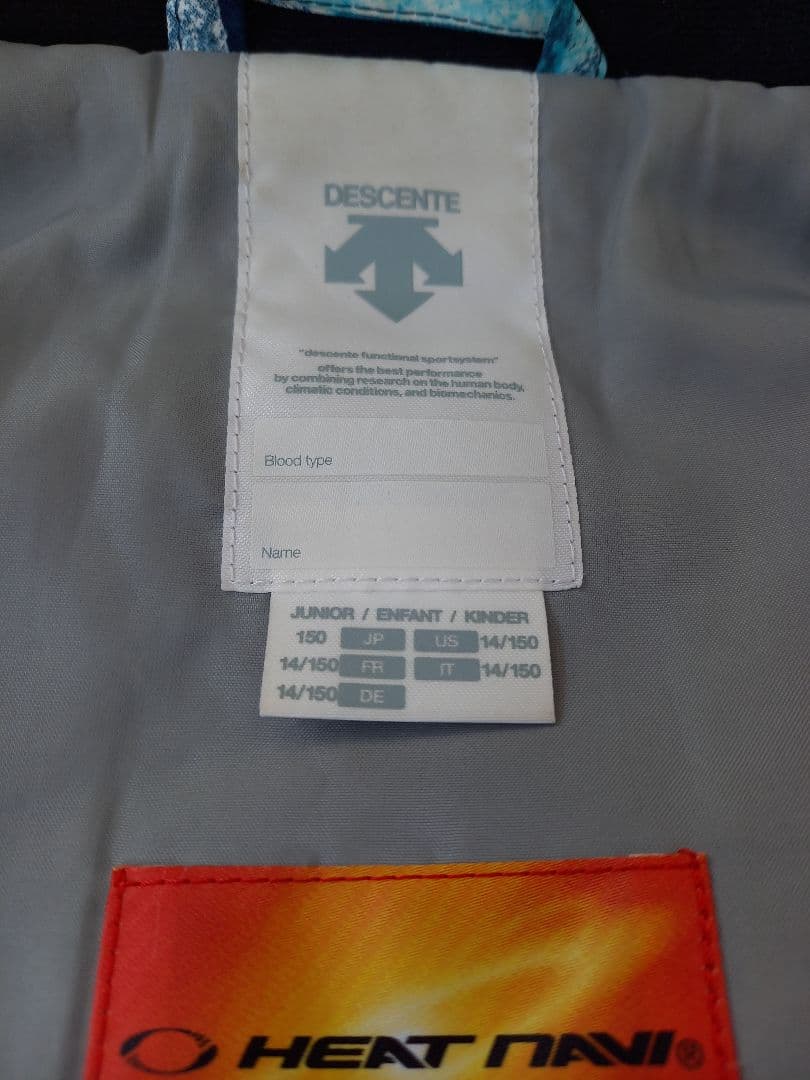 DESCENTE
"descente functional sportsystem"
offers the best performance
by combining research on the human body,
climatic conditions, and biomechanics.
Blood type
Name
JUNIOR / ENFANT / KINDER
150 JP US 14/150
14/150 FR IT 14/150
14/150 DE
HEAT NAVI®